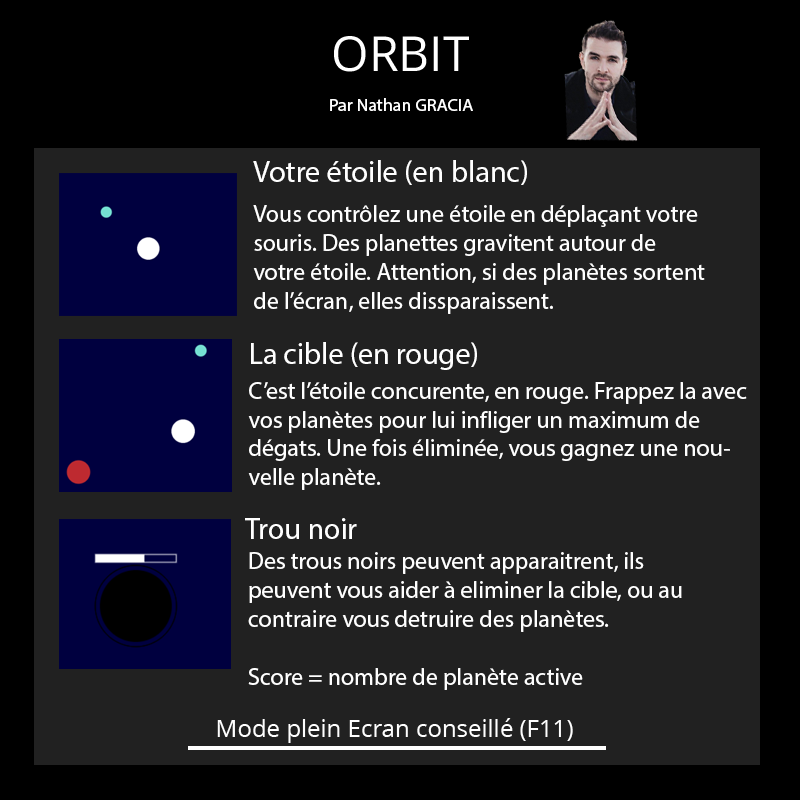 ORBIT
Par Nathan GRACIA
Votre étoile (en blanc)
Vous contrôlez une étoile en déplaçant votre
souris. Des planettes gravitent autour de
votre étoile. Attention, si des planètes sortent
de l’écran, elles dissparaissent.
La cible (en rouge)
C’est l’étoile concurente, en rouge. Frappez la avec
vos planètes pour lui infliger un maximum de
dégats. Une fois éliminée, vous gagnez une nou-
velle planète.
Trou noir
Des trous noirs peuvent apparaitrent, ils
peuvent vous aider à eliminer la cible, ou au
contraire vous detruire des planètes.
Score = nombre de planète active
Mode plein Ecran conseillé (F11)